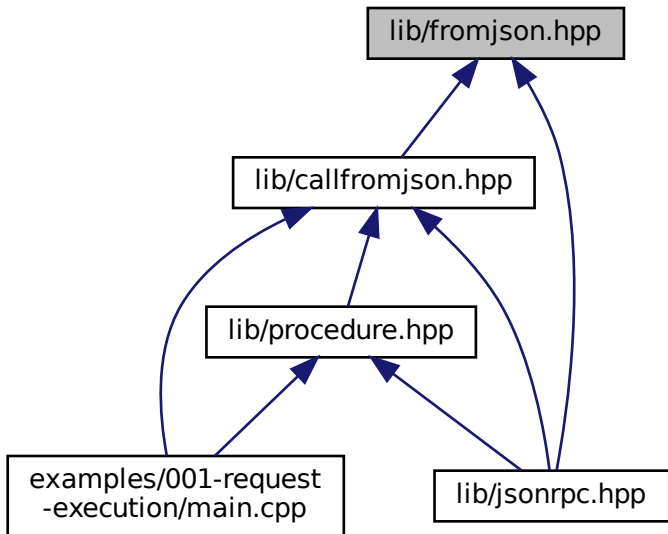 lib/fromjson.hpp
lib/callfromjson.hpp
lib/procedure.hpp
examples/001-request
-execution/main.cpp
lib/jsonrpc.hpp